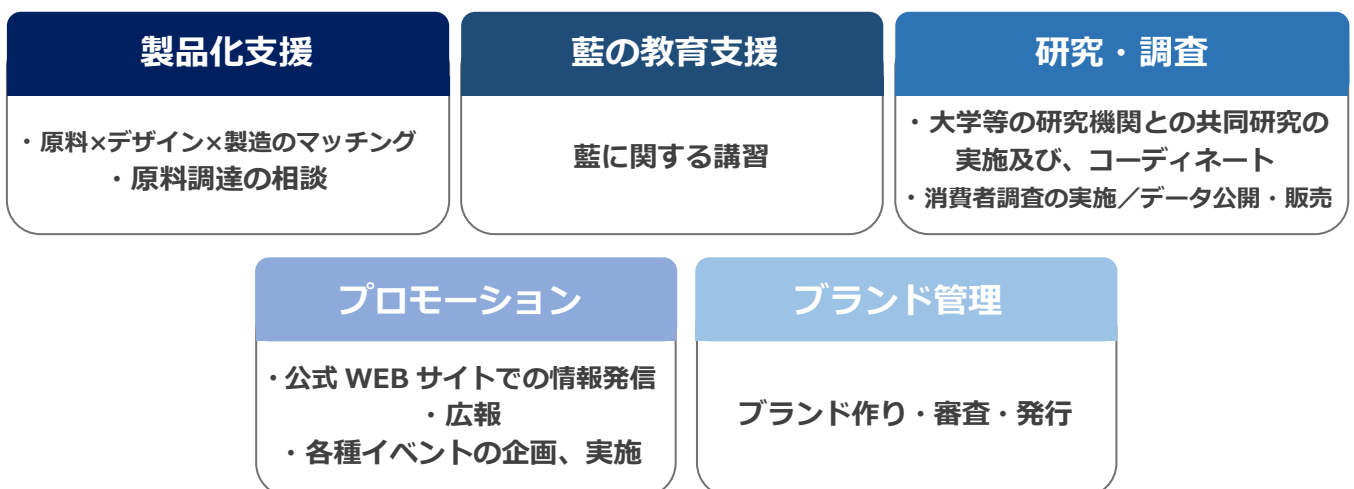 製品化支援
・原料×デザイン×製造のマッチング
・原料調達の相談
藍の教育支援
藍に関する講習
研究・調査
・大学等の研究機関との共同研究の
実施及び、コーディネート
・消費者調査の実施／データ公開・販売
プロモーション
・公式 WEB サイトでの情報発信
・広報
・各種イベントの企画、実施
ブランド管理
ブランド作り・審査・発行